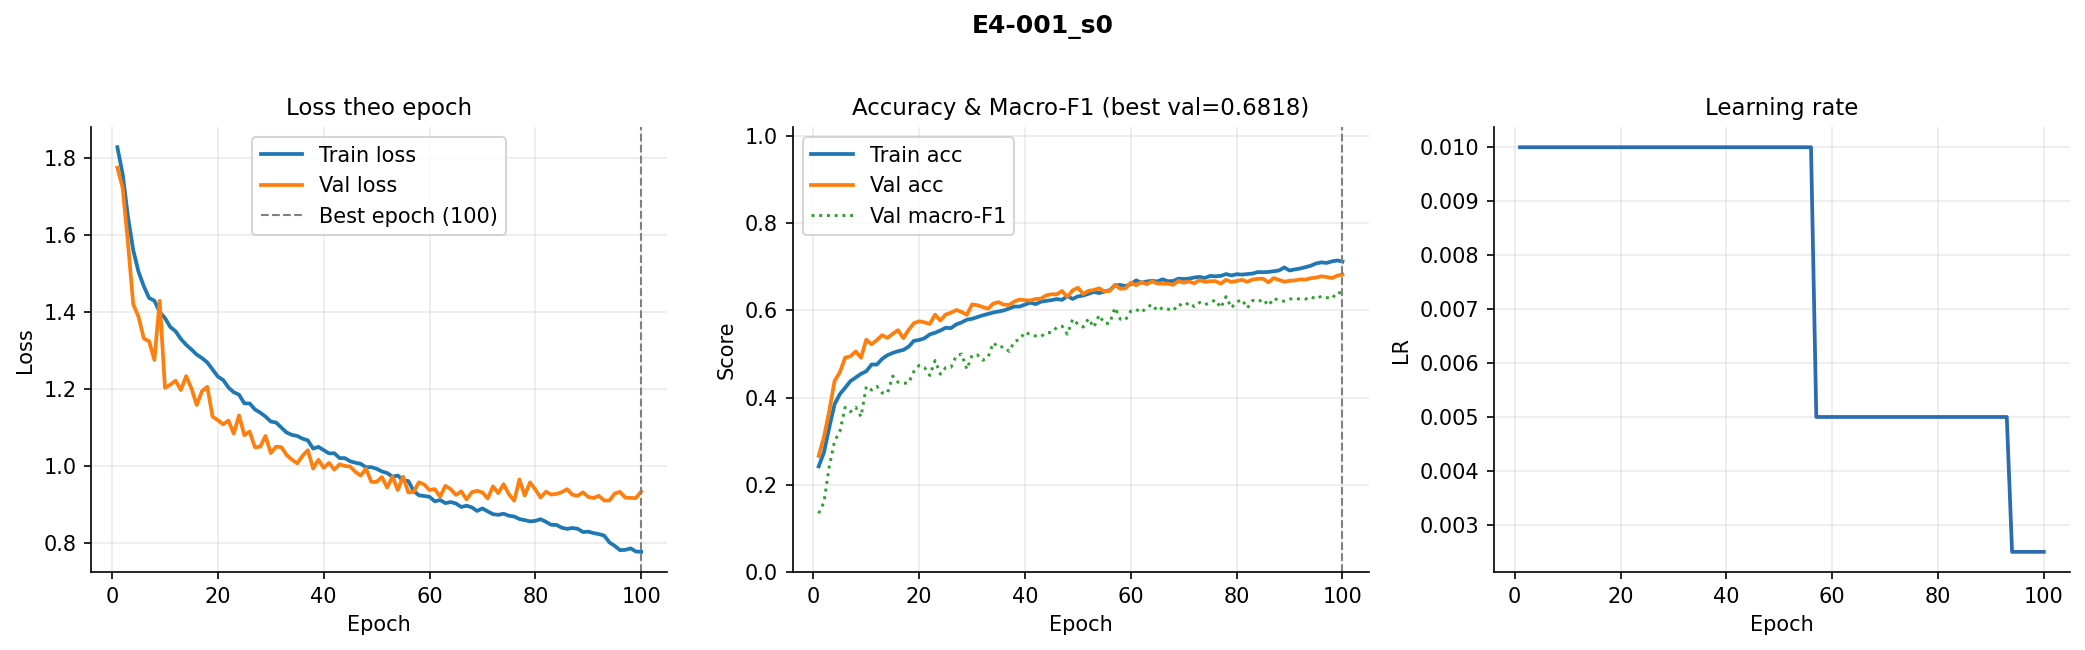 E4-001_s0
Loss theo epoch
Train loss
Val loss
Best epoch (100)
1.8
1.6
1.4
1.2
1.0
0.8
Loss
0
20
40
60
80
100
Epoch
Accuracy & Macro-F1 (best val=0.6818)
Train acc
Val acc
Val macro-F1
1.0
0.8
0.6
0.4
0.2
0.0
Score
0
20
40
60
80
100
Epoch
Learning rate
0.010
0.009
0.008
0.007
0.006
0.005
0.004
0.003
LR
0
20
40
60
80
100
Epoch